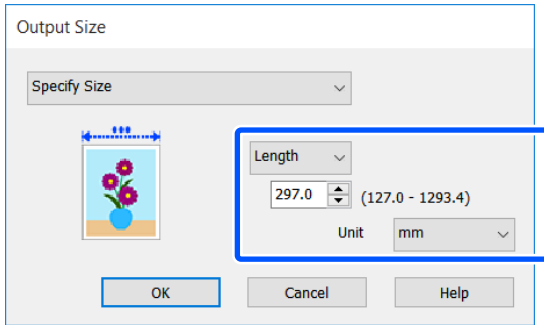 Output Size
Specify Size
Length
297.0 (127.0 - 1293.4)
Unit mm
OK Cancel Help